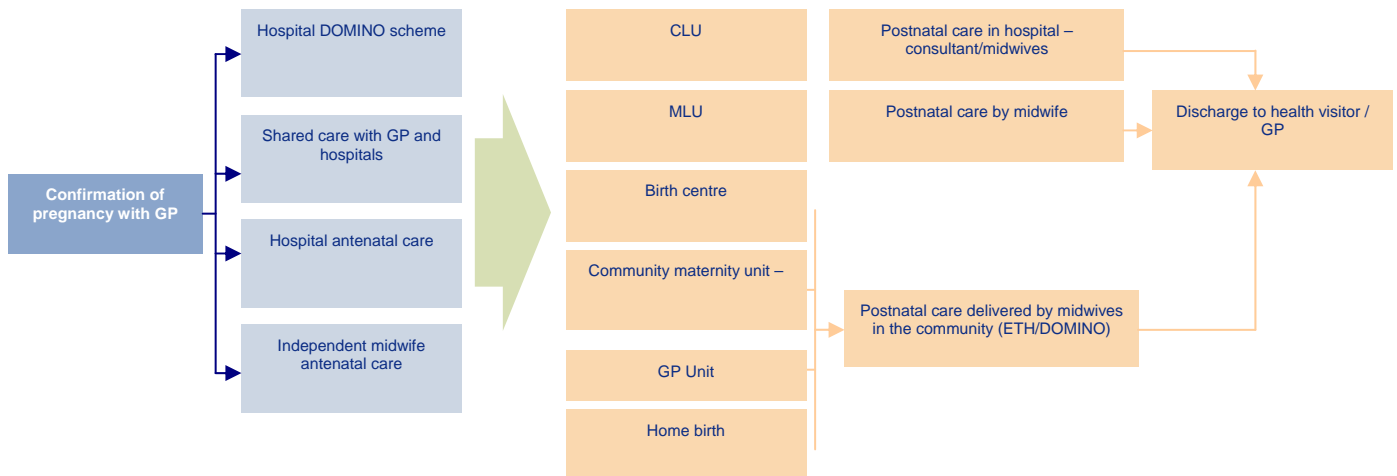 Confirmation of
pregnancy with GP
Hospital DOMINO scheme
Shared care with GP and
hospitals
Hospital antenatal care
Independent midwife
antenatal care
CLU
MLU
Birth centre
Community maternity unit –
GP Unit
Home birth
Postnatal care in hospital –
consultant/midwives
Postnatal care by midwife
Postnatal care delivered by midwives
in the community (ETH/DOMINO)
Discharge to health visitor /
GP